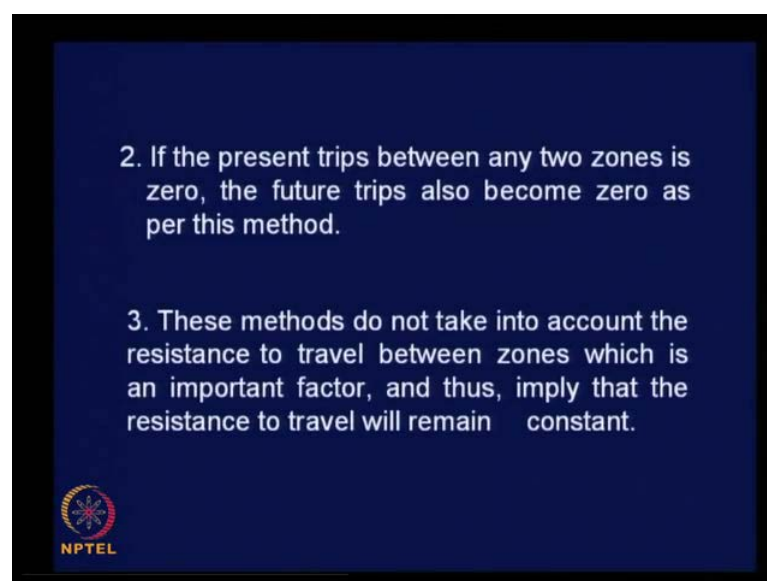 2. If the present trips between any two zones is
zero, the future trips also become zero as
per this method.
3. These methods do not take into account the
resistance to travel between zones which is
an important factor, and thus, imply that the
resistance to travel will remain constant.
NPTEL